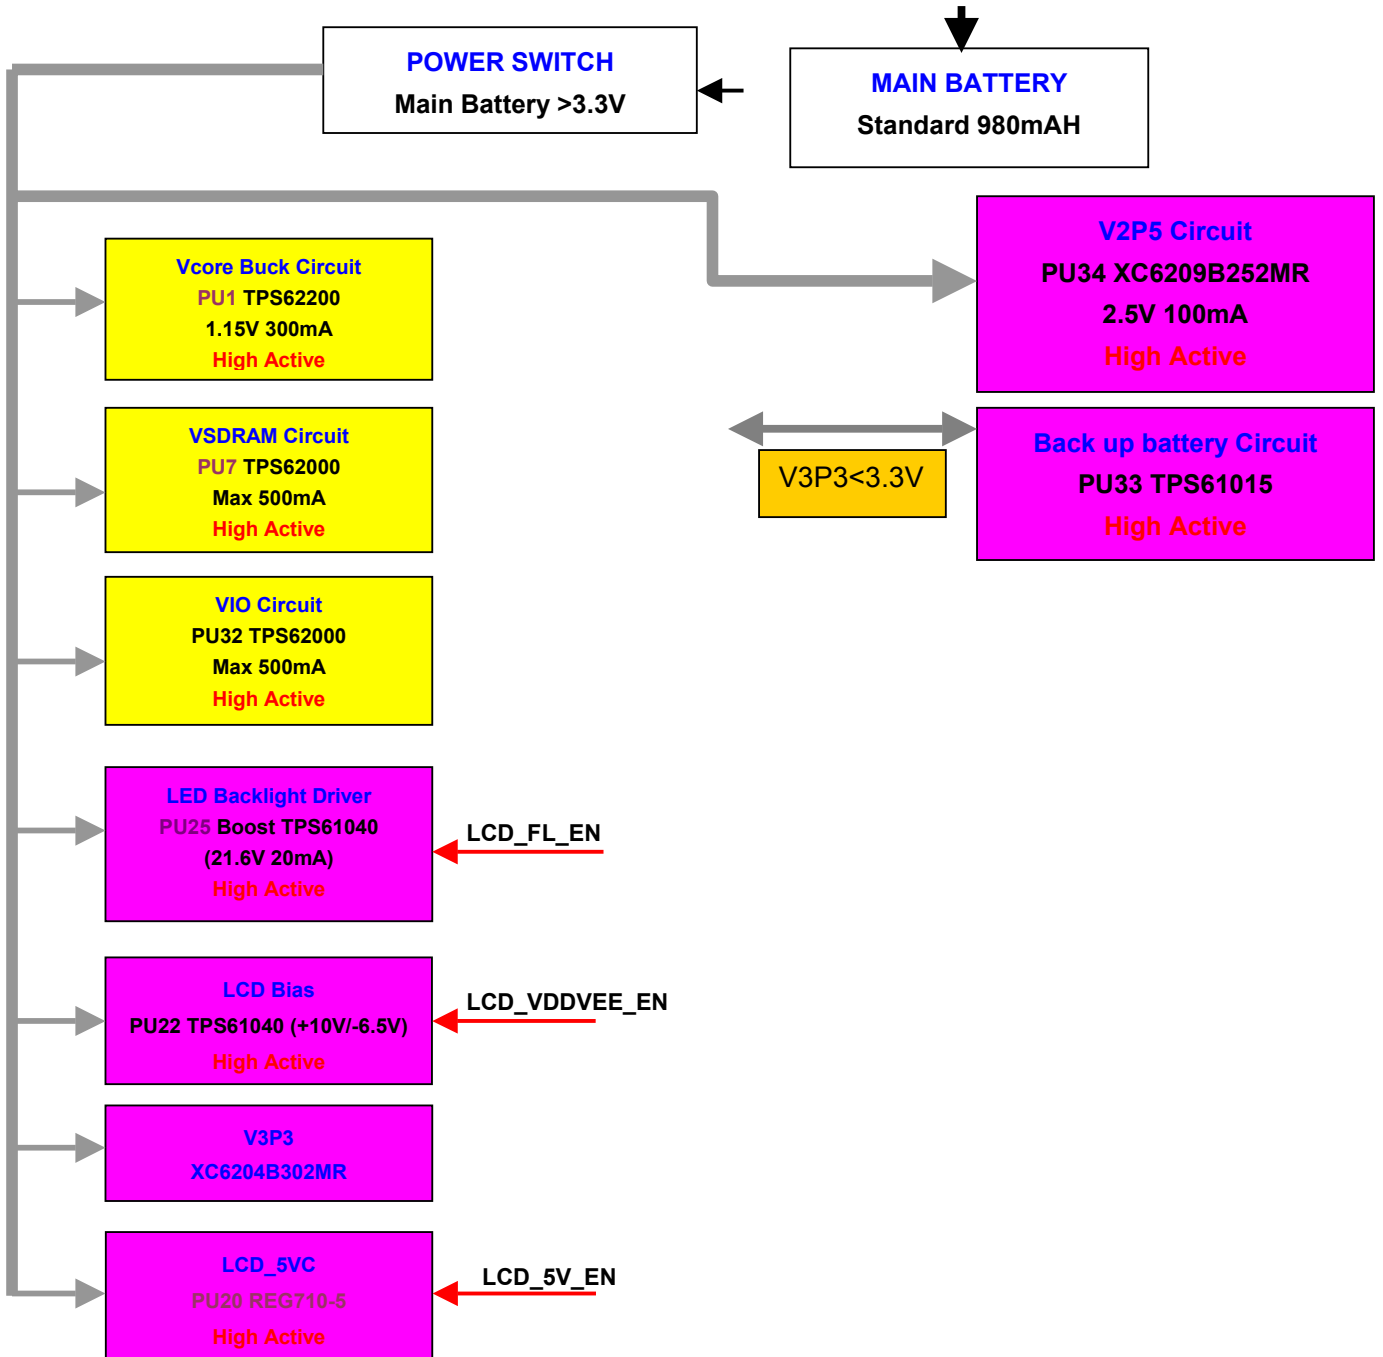 POWER SWITCH
Main Battery >3.3V
MAIN BATTERY
Standard 980mAH
V2P5 Circuit
PU34 XC6209B252MR
2.5V 100mA
High Active
Vcore Buck Circuit
PU1 TPS62200
1.15V 300mA
High Active
VSDRAM Circuit
PU7 TPS62000
Max 500mA
High Active
V3P3<3.3V
Back up battery Circuit
PU33 TPS61015
High Active
VIO Circuit
PU32 TPS62000
Max 500mA
High Active
LED Backlight Driver
PU25 Boost TPS61040
(21.6V 20mA)
High Active
LCD_FL_EN
LCD Bias
PU22 TPS61040 (+10V/-6.5V)
High Active
LCD_VDDVEE_EN
V3P3
XC6204B302MR
LCD_5VC
PU20 REG710-5
High Active
LCD_5V_EN